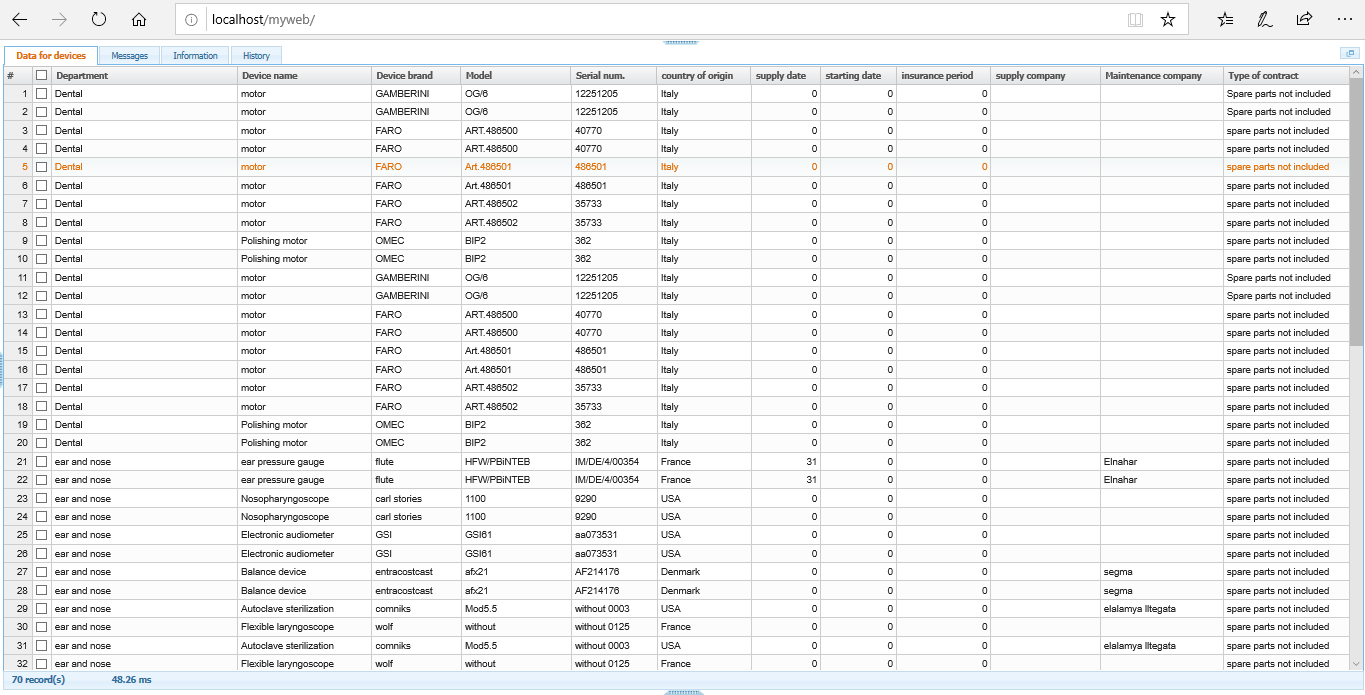 localhost/myweb/
Data for devices Messages Information History
# Department Device name Device brand Model Serial num. country of origin supply date starting date insurance period supply company Maintenance company Type of contract
1 Dental motor GAMBERINI OG/6 12251205 Italy 0 0 0 Spare parts not included
2 Dental motor GAMBERINI OG/6 12251205 Italy 0 0 0 Spare parts not included
3 Dental motor FARO ART.486500 40770 Italy 0 0 0 spare parts not included
4 Dental motor FARO ART.486500 40770 Italy 0 0 0 spare parts not included
5 Dental motor FARO Art.486501 486501 Italy 0 0 0 spare parts not included
6 Dental motor FARO Art.486501 486501 Italy 0 0 0 spare parts not included
7 Dental motor FARO ART.486502 35733 Italy 0 0 0 spare parts not included
8 Dental motor FARO ART.486502 35733 Italy 0 0 0 spare parts not included
9 Dental Polishing motor OMEC BIP2 362 Italy 0 0 0 spare parts not included
10 Dental Polishing motor OMEC BIP2 362 Italy 0 0 0 spare parts not included
11 Dental motor GAMBERINI OG/6 12251205 Italy 0 0 0 Spare parts not included
12 Dental motor GAMBERINI OG/6 12251205 Italy 0 0 0 Spare parts not included
13 Dental motor FARO ART.486500 40770 Italy 0 0 0 spare parts not included
14 Dental motor FARO ART.486500 40770 Italy 0 0 0 spare parts not included
15 Dental motor FARO Art.486501 486501 Italy 0 0 0 spare parts not included
16 Dental motor FARO Art.486501 486501 Italy 0 0 0 spare parts not included
17 Dental motor FARO ART.486502 35733 Italy 0 0 0 spare parts not included
18 Dental motor FARO ART.486502 35733 Italy 0 0 0 spare parts not included
19 Dental Polishing motor OMEC BIP2 362 Italy 0 0 0 spare parts not included
20 Dental Polishing motor OMEC BIP2 362 Italy 0 0 0 spare parts not included
21 ear and nose ear pressure gauge flute HFW/PBiNTEB IM/DE/4/00354 France 31 0 0 Elnahar spare parts not included
22 ear and nose ear pressure gauge flute HFW/PBiNTEB IM/DE/4/00354 France 31 0 0 Elnahar spare parts not included
23 ear and nose Nosopharyngoscope carl stories 1100 9290 USA 0 0 0 spare parts not included
24 ear and nose Nosopharyngoscope carl stories 1100 9290 USA 0 0 0 spare parts not included
25 ear and nose Electronic audiometer GSI GSI61 aa073531 USA 0 0 0 spare parts not included
26 ear and nose Electronic audiometer GSI GSI61 aa073531 USA 0 0 0 spare parts not included
27 ear and nose Balance device entracostcast afx21 AF214176 Denmark 0 0 0 segma spare parts not included
28 ear and nose Balance device entracostcast afx21 AF214176 Denmark 0 0 0 segma spare parts not included
29 ear and nose Autoclave sterilization comniks Mod5.5 without 0003 USA 0 0 0 elalamya lltegata spare parts not included
30 ear and nose Flexible laryngoscope wolf without without 0125 France 0 0 0 spare parts not included
31 ear and nose Autoclave sterilization comniks Mod5.5 without 0003 USA 0 0 0 elalamya lltegata spare parts not included
32 ear and nose Flexible laryngoscope wolf without without 0125 France 0 0 0 spare parts not included
70 record(s) 48.26 ms